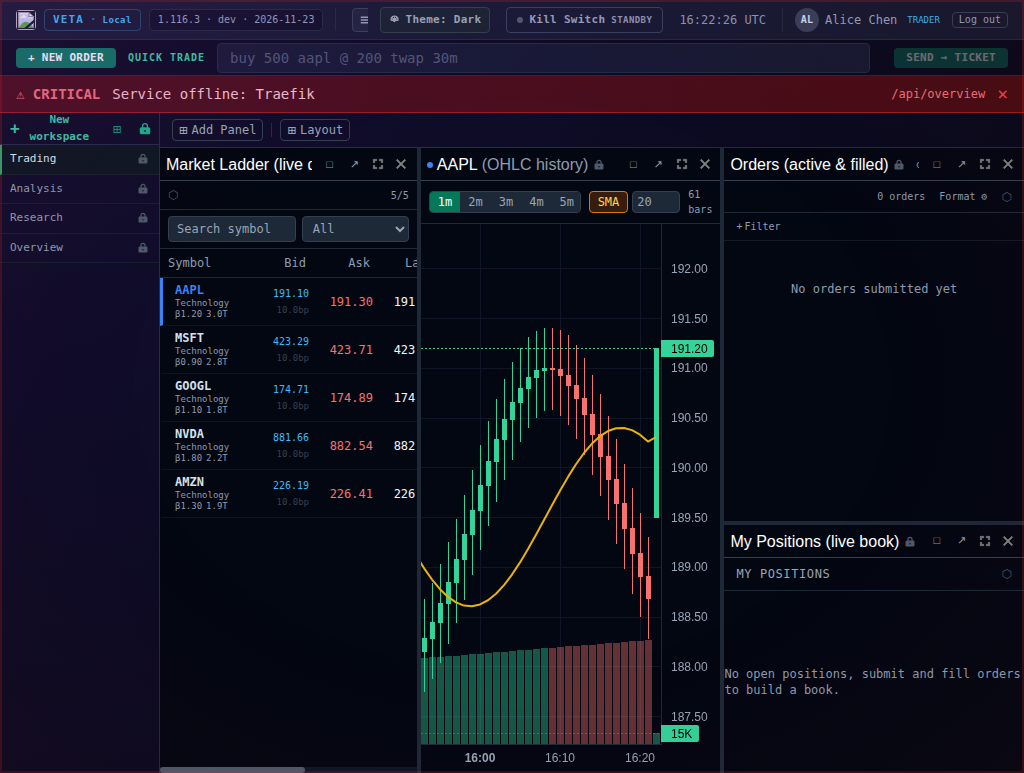 VETA · Local
1.116.3 · dev · 2026-11-23
Theme: Dark
Kill Switch STANDBY
16:22:26 UTC
AL Alice Chen TRADER
Log out
+ NEW ORDER
QUICK TRADE
buy 500 aapl @ 200 twap 30m
SEND → TICKET
⚠ CRITICAL Service offline: Traefik
/api/overview ×
+ New workspace
Trading
Analysis
Research
Overview
⊞ Add Panel
⊞ Layout
Market Ladder (live
5/5
Search symbol
All
Symbol Bid Ask La
AAPL 191.10 191.30 191
Technology 10.0bp
β1.20 3.0T
MSFT 423.29 423.71 423
Technology 10.0bp
β0.90 2.8T
GOOGL 174.71 174.89 174
Technology 10.0bp
β1.10 1.8T
NVDA 881.66 882.54 882
Technology 10.0bp
β1.80 2.2T
AMZN 226.19 226.41 226
Technology 10.0bp
β1.30 1.9T
AAPL (OHLC history)
1m 2m 3m 4m 5m SMA 20 61 bars
192.00
191.50
191.20
191.00
190.50
190.00
189.50
189.00
188.50
188.00
187.50
15K
16:00 16:10 16:20
Orders (active & filled)
0 orders Format ⚙
+ Filter
No orders submitted yet
My Positions (live book)
MY POSITIONS
No open positions, submit and fill orders
to build a book.